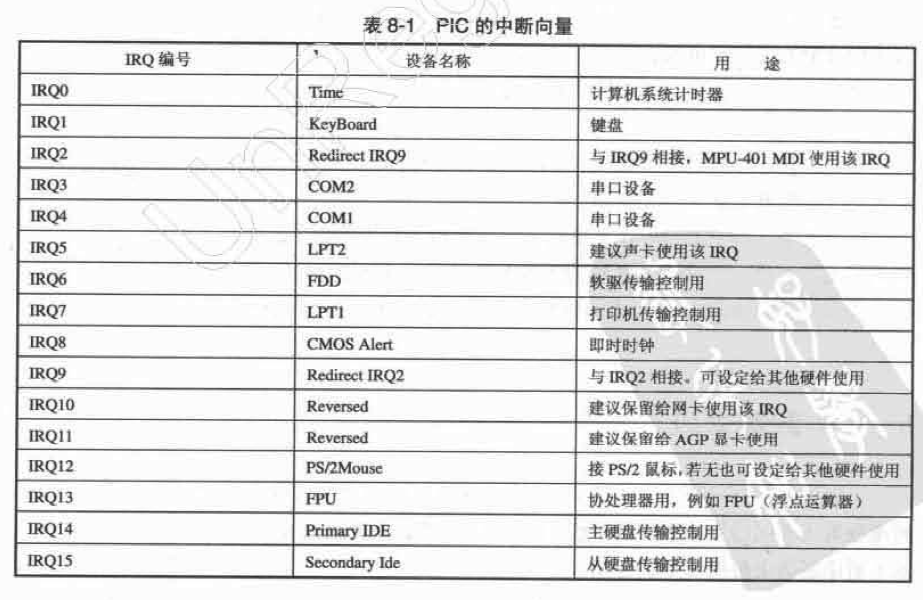 表 8-1 PIC 的中断向量
IRQ 编号 设备名称 用 途
IRQ0 Time 计算机系统计时器
IRQ1 KeyBoard 键盘
IRQ2 Redirect IRQ9 与 IRQ9 相接，MPU-401 MDI 使用该 IRQ
IRQ3 COM2 串口设备
IRQ4 COM1 串口设备
IRQ5 LPT2 建议声卡使用该 IRQ
IRQ6 FDD 软驱传输控制用
IRQ7 LPT1 打印机传输控制用
IRQ8 CMOS Alert 即时时钟
IRQ9 Redirect IRQ2 与 IRQ2 相接。可设定给其他硬件使用
IRQ10 Reversed 建议保留给网卡使用该 IRQ
IRQ11 Reversed 建议保留给 AGP 显卡使用
IRQ12 PS/2Mouse 接 PS/2 鼠标，若无也可设定给其他硬件使用
IRQ13 FPU 协处理器用，例如 FPU（浮点运算器）
IRQ14 Primary IDE 主硬盘传输控制用
IRQ15 Secondary Ide 从硬盘传输控制用
UnReg